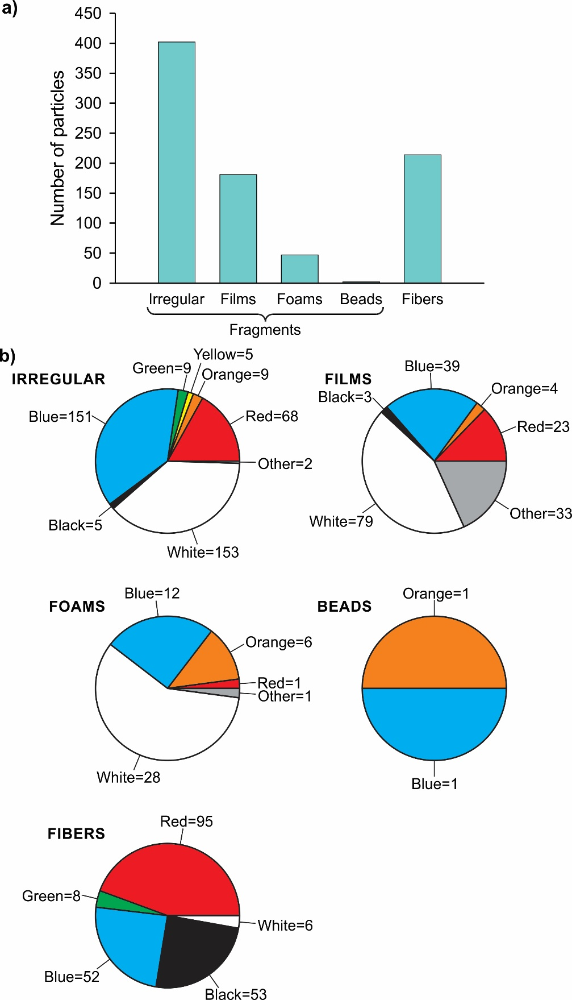 a)
450
400
350
300
250
200
150
100
50
0
Number of particles
Irregular Films Foams Beads Fibers
Fragments
b)
IRREGULAR
Green=9
Yellow=5
Orange=9
Blue=151
Red=68
Other=2
Black=5
White=153
FILMS
Blue=39
Black=3
Orange=4
Red=23
White=79
Other=33
FOAMS
Blue=12
Orange=6
Red=1
Other=1
White=28
BEADS
Orange=1
Blue=1
FIBERS
Red=95
Green=8
White=6
Blue=52
Black=53